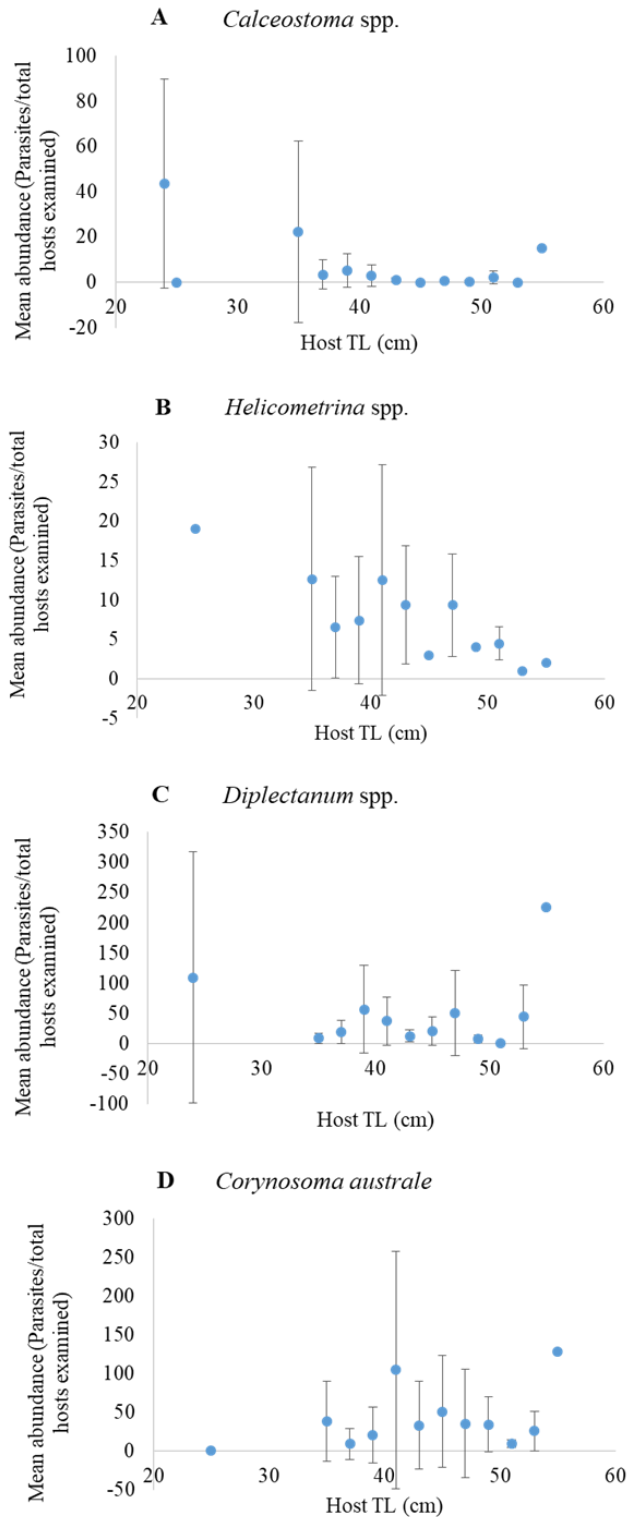 A Calceostoma spp.
Mean abundance (Parasites/total
hosts examined)
100
80
60
40
20
0
-20
20 30 40 50 60
Host TL (cm)
B Helicometrina spp.
Mean abundance (Parasites/total
hosts examined)
30
25
20
15
10
5
0
-5
20 30 40 50 60
Host TL (cm)
C Diplectanum spp.
Mean abundance (Parasites/total
hosts examined)
350
300
250
200
150
100
50
0
-50
-100
20 30 40 50 60
Host TL (cm)
D Corynosoma australe
Mean abundance (Parasites/total
hosts examined)
300
250
200
150
100
50
0
-50
20 30 40 50 60
Host TL (cm)